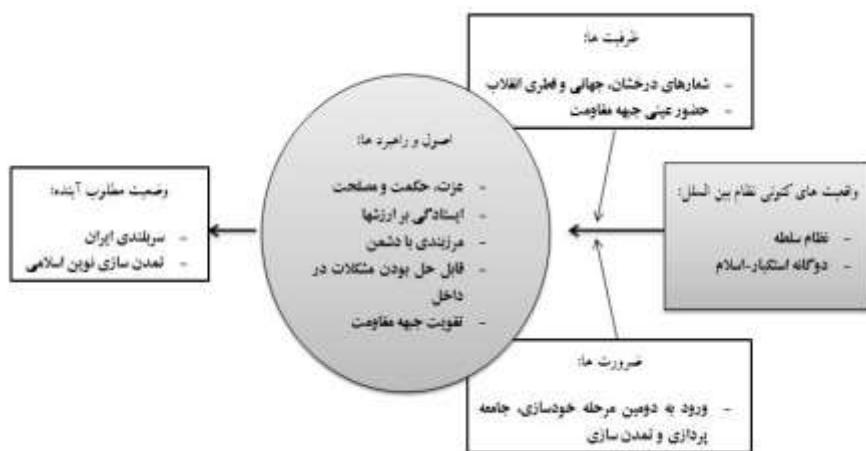 ظرفیت ها:
- شعارهای درخشان، جهانی و فطری انقلاب
- حضور عینی جبهه مقاومت
وقعیت های کنونی نظام بین الملل:
- نظام سلطه
- دوگانه استکبار-اسلام
اصول و راهبرد ها:
- عزت، حکمت و مصلحت
- ایستادگی بر ارزشها
- مرزبندی با دشمن
- قابل حل بودن مشکلات در
داخل
- تقویت جبهه مقاومت
وضعیت مطلوب آینده:
- سربلندی ایران
- تمدن سازی نوین اسلامی
ضرورت ها:
- ورود به دومین مرحله خودسازی، جامعه
پردازی و تمدن سازی